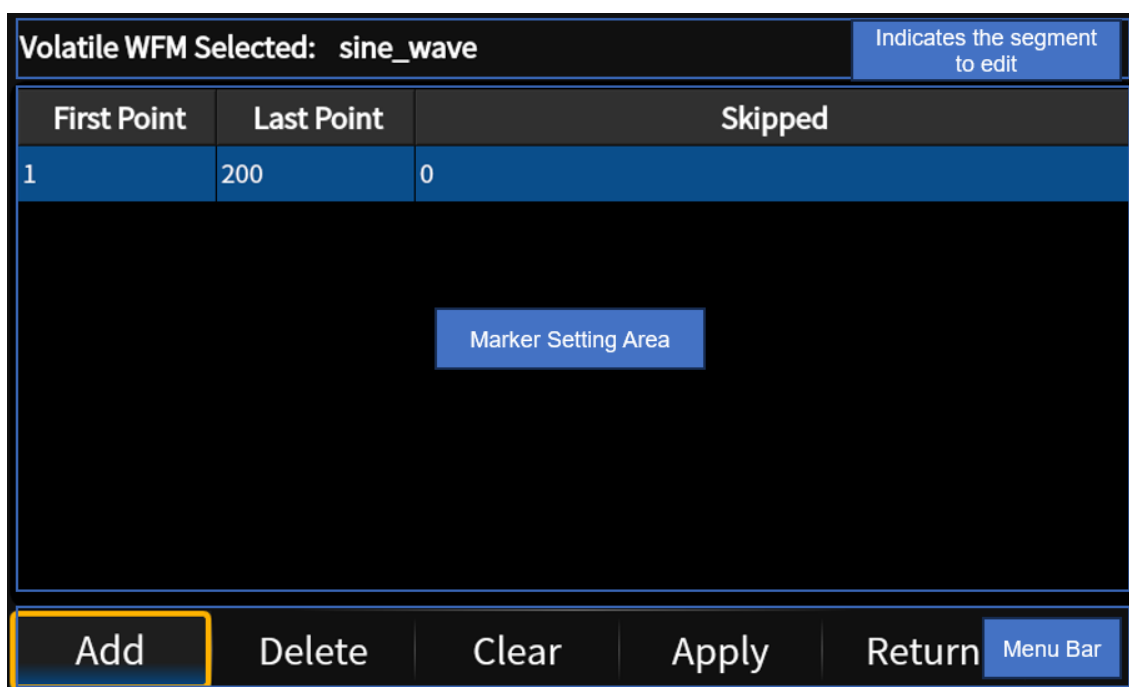 Volatile WFM Selected: sine_wave
Indicates the segment
to edit
First Point Last Point Skipped
1 200 0
Marker Setting Area
Add Delete Clear Apply Return
Menu Bar